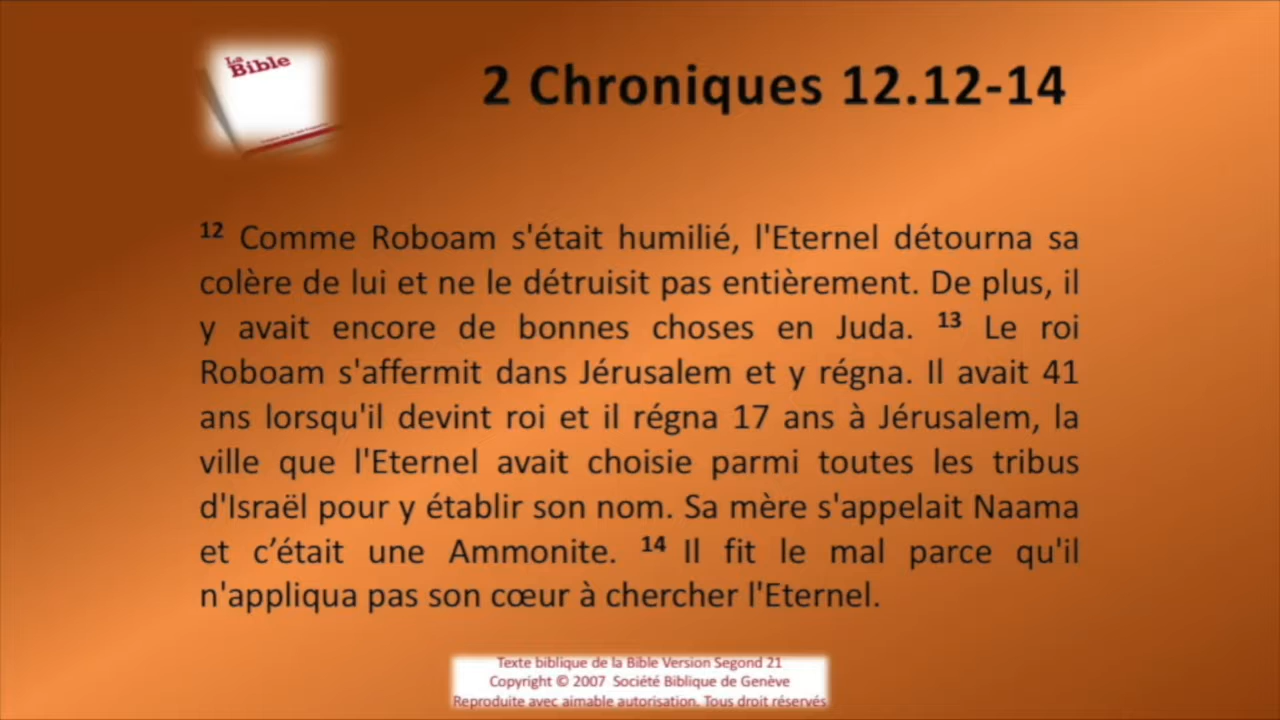 La
Bible
2 Chroniques 12.12-14
12 Comme Roboam s'était humilié, l'Eternel détourna sa
colère de lui et ne le détruisit pas entièrement. De plus, il
y avait encore de bonnes choses en Juda. 13 Le roi
Roboam s'affermit dans Jérusalem et y régna. Il avait 41
ans lorsqu'il devint roi et il régna 17 ans à Jérusalem, la
ville que l'Eternel avait choisie parmi toutes les tribus
d'Israël pour y établir son nom. Sa mère s'appelait Naama
et c’était une Ammonite. 14 Il fit le mal parce qu'il
n'appliqua pas son cœur à chercher l'Eternel.
Texte biblique de la Bible Version Segond 21
Copyright © 2007 Société Biblique de Genève
Reproduite avec aimable autorisation. Tous droit réservés